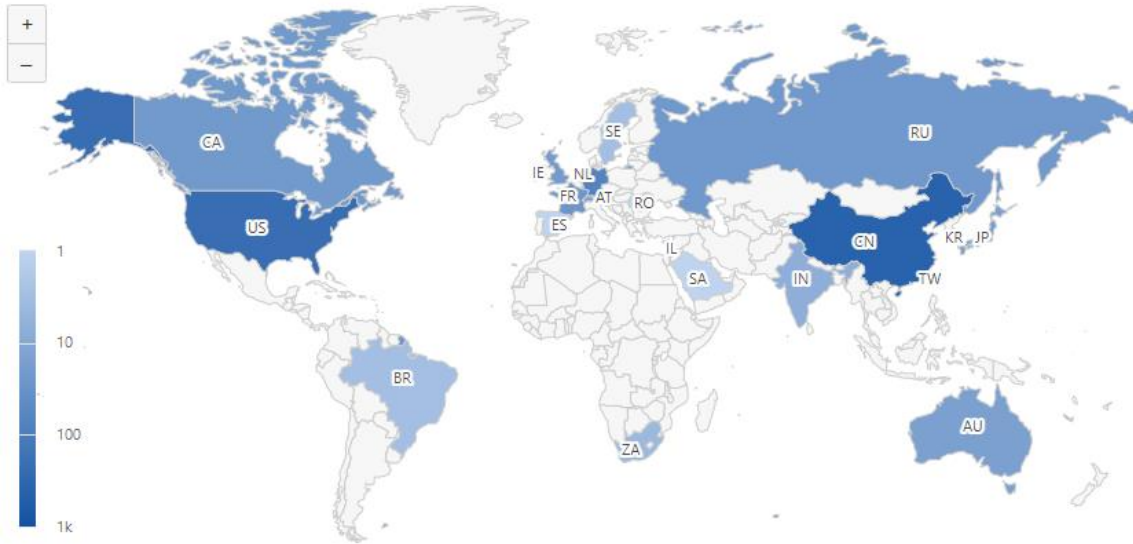 +
–
CA
US
BR
SE
RU
IE
NL
FR
AT
RO
ES
IL
SA
IN
CN
KR
JP
TW
ZA
AU
1
10
100
1k